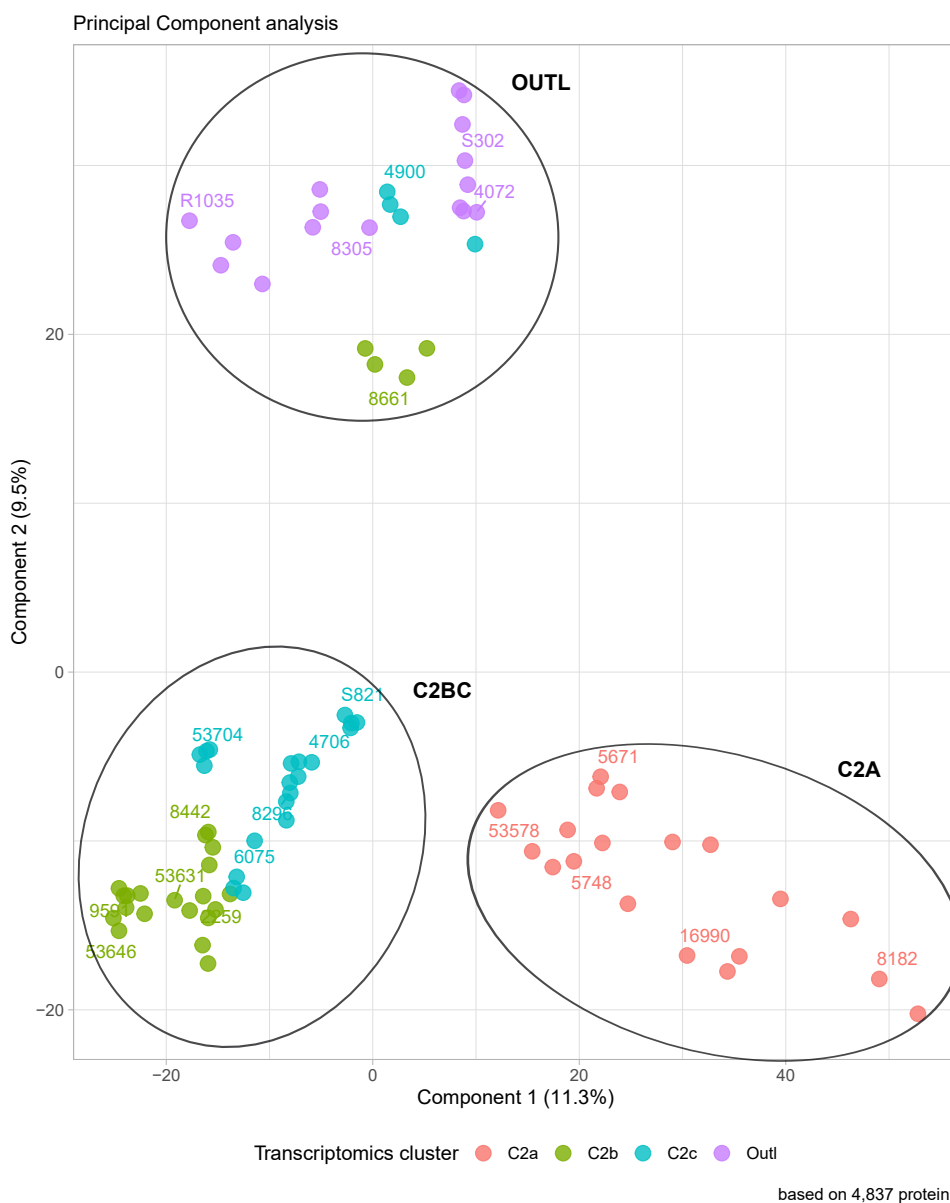 Principal Component analysis
OUTL
S302
4900
4072
R1035
8305
20
8661
Component 2 (9.5%)
0
S821
C2BC
53704
4706
5671
C2A
8442
8296
53578
6075
53631
5748
2259
53646
16990
8182
−20
−20
0
20
40
Component 1 (11.3%)
Transcriptomics cluster
C2a
C2b
C2c
Outl
based on 4,837 protein